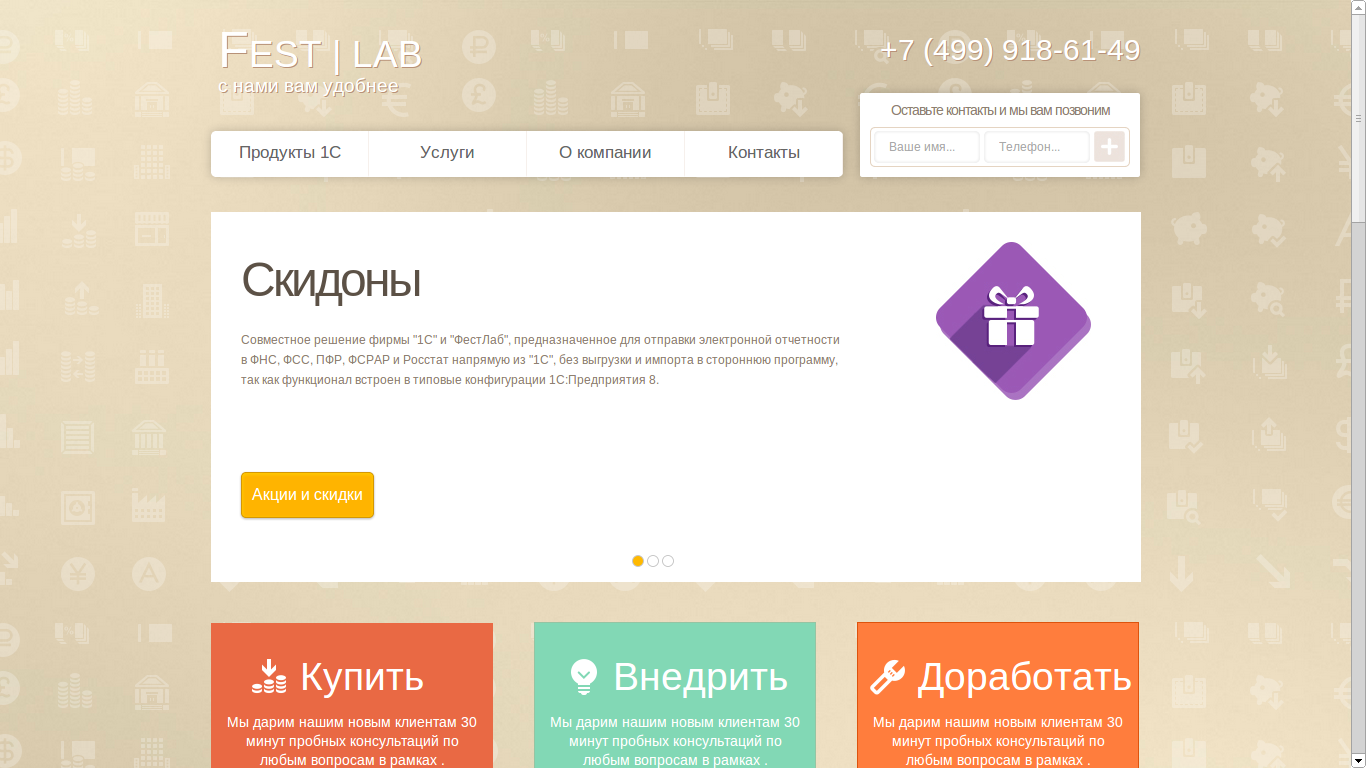 FEST | LAB
с нами вам удобнее
+7 (499) 918-61-49
Оставьте контакты и мы вам позвоним
Ваше имя...
Телефон...
Продукты 1С
Услуги
О компании
Контакты
Скидоны
Совместное решение фирмы "1С" и "ФестЛаб", предназначенное для отправки электронной отчетности
в ФНС, ФСС, ПФР, ФСРАР и Росстат напрямую из "1С", без выгрузки и импорта в стороннюю программу,
так как функционал встроен в типовые конфигурации 1С:Предприятия 8.
Акции и скидки
Купить
Мы дарим нашим новым клиентам 30
минут пробных консультаций по
любым вопросам в рамках .
Внедрить
Мы дарим нашим новым клиентам 30
минут пробных консультаций по
любым вопросам в рамках .
Доработать
Мы дарим нашим новым клиентам 30
минут пробных консультаций по
любым вопросам в рамках .